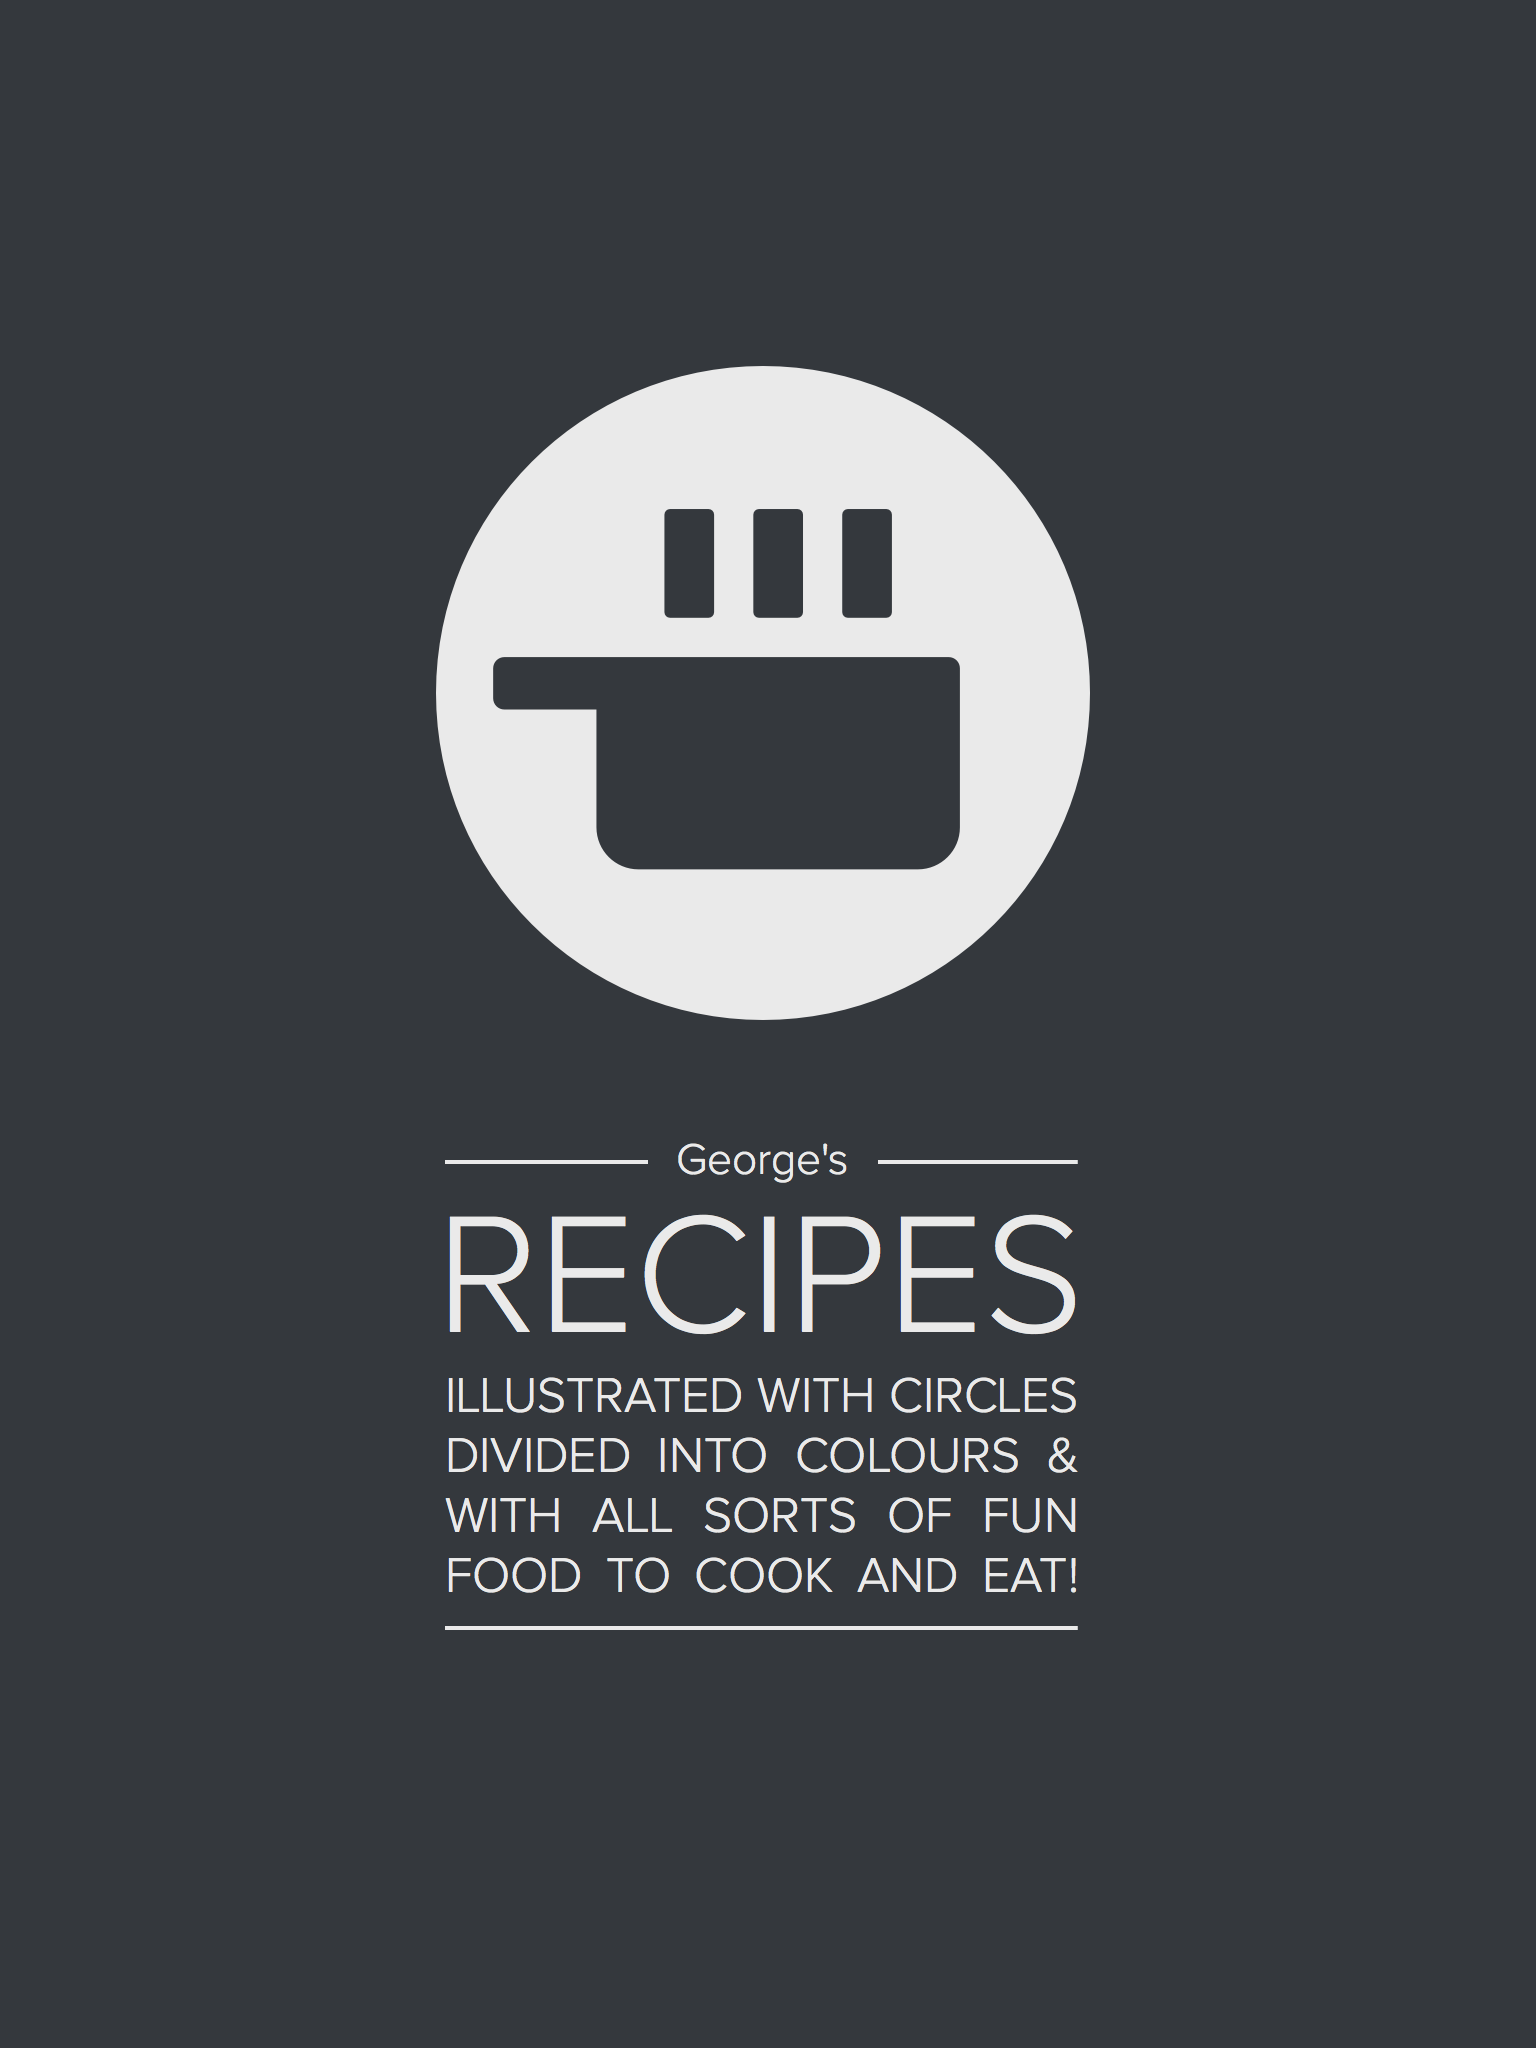 George's
RECIPES
ILLUSTRATED WITH CIRCLES
DIVIDED INTO COLOURS &
WITH ALL SORTS OF FUN
FOOD TO COOK AND EAT!